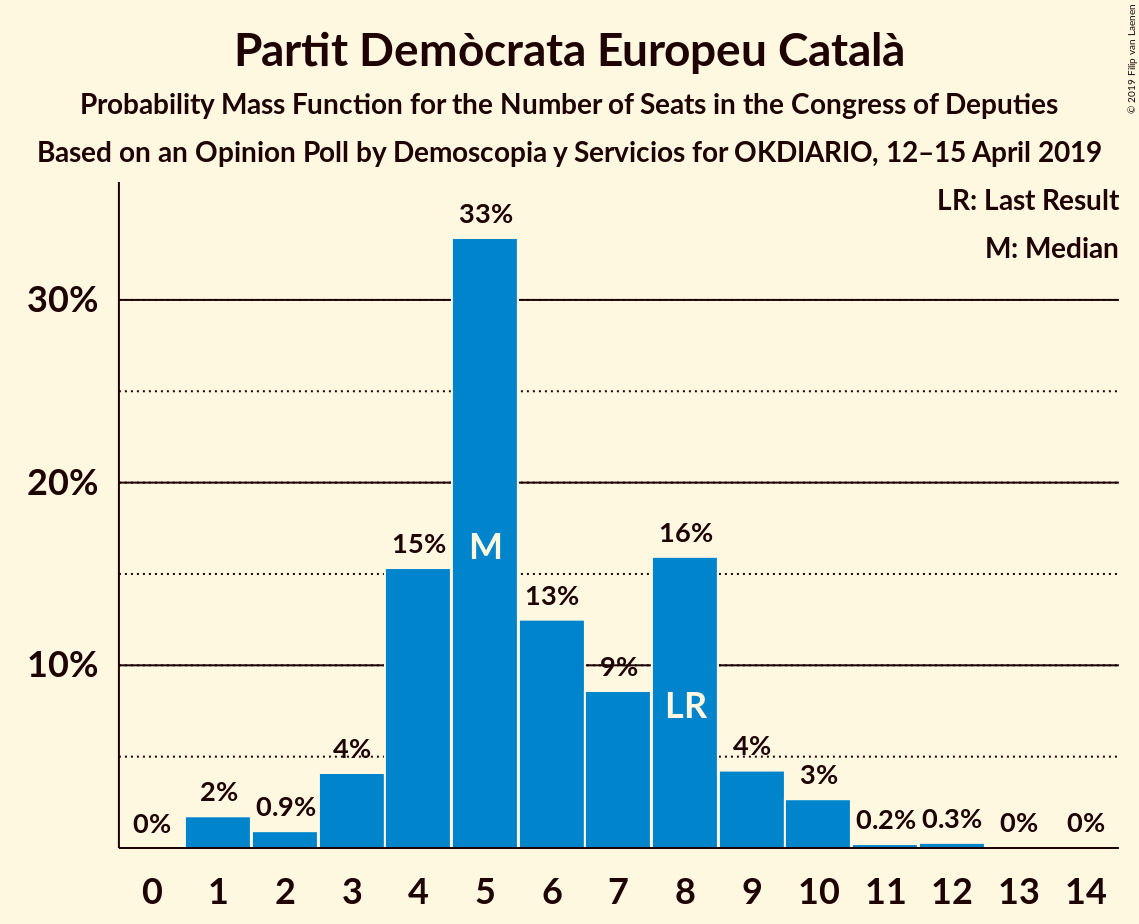 Partit Demòcrata Europeu Català
Probability Mass Function for the Number of Seats in the Congress of Deputies
Based on an Opinion Poll by Demoscopia y Servicios for OKDIARIO, 12–15 April 2019
© 2019 Filip van Laenen
LR: Last Result
M: Median
30%
20%
10%
0%
2%
0.9%
4%
15%
33%
13%
9%
16%
4%
3%
0.2%
0.3%
0%
0%
M
LR
0 1 2 3 4 5 6 7 8 9 10 11 12 13 14